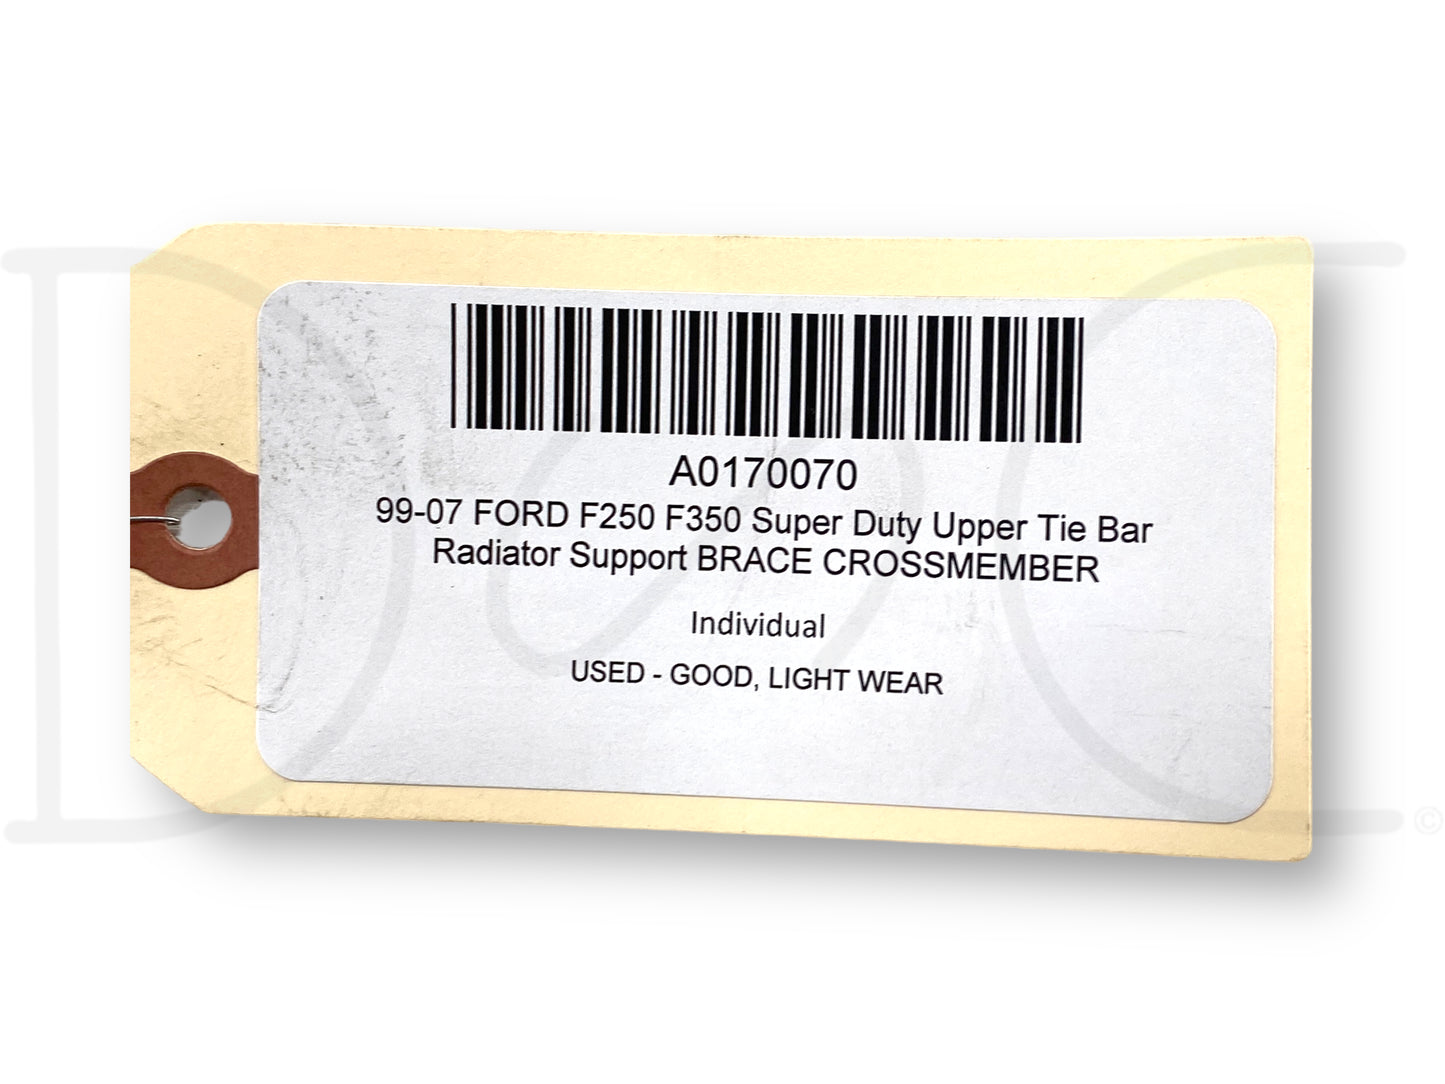 A0170070
99-07 FORD F250 F350 Super Duty Upper Tie Bar
Radiator Support BRACE CROSSMEMBER
Individual
USED - GOOD, LIGHT WEAR
©